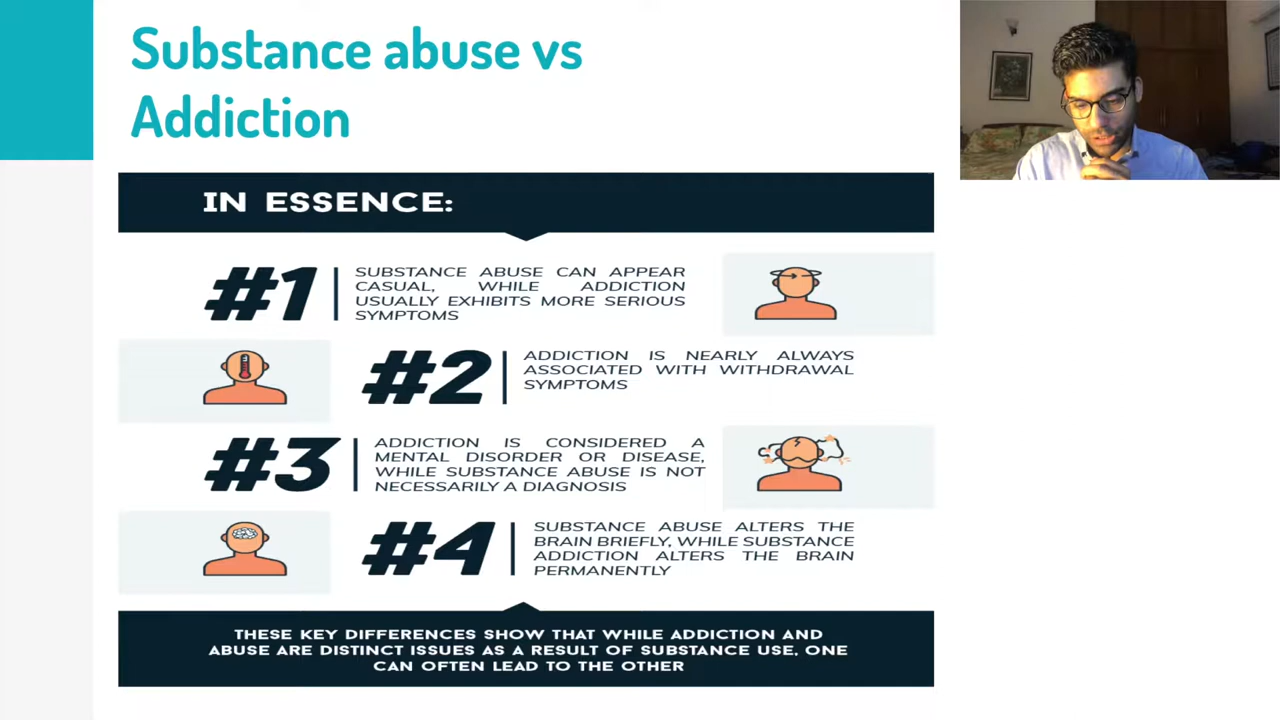 Substance abuse vs
Addiction
IN ESSENCE:
#1
SUBSTANCE ABUSE CAN APPEAR
CASUAL, WHILE ADDICTION
USUALLY EXHIBITS MORE SERIOUS
SYMPTOMS
#2
ADDICTION IS NEARLY ALWAYS
ASSOCIATED WITH WITHDRAWAL
SYMPTOMS
#3
ADDICTION IS CONSIDERED A
MENTAL DISORDER OR DISEASE,
WHILE SUBSTANCE ABUSE IS NOT
NECESSARILY A DIAGNOSIS
#4
SUBSTANCE ABUSE ALTERS THE
BRAIN BRIEFLY, WHILE SUBSTANCE
ADDICTION ALTERS THE BRAIN
PERMANENTLY
THESE KEY DIFFERENCES SHOW THAT WHILE ADDICTION AND
ABUSE ARE DISTINCT ISSUES AS A RESULT OF SUBSTANCE USE, ONE
CAN OFTEN LEAD TO THE OTHER